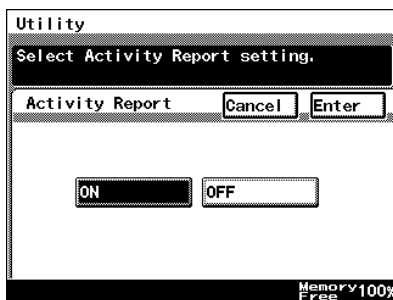 Utility
Select Activity Report setting.
Activity Report Cancel Enter
ON OFF
Memory Free 100%